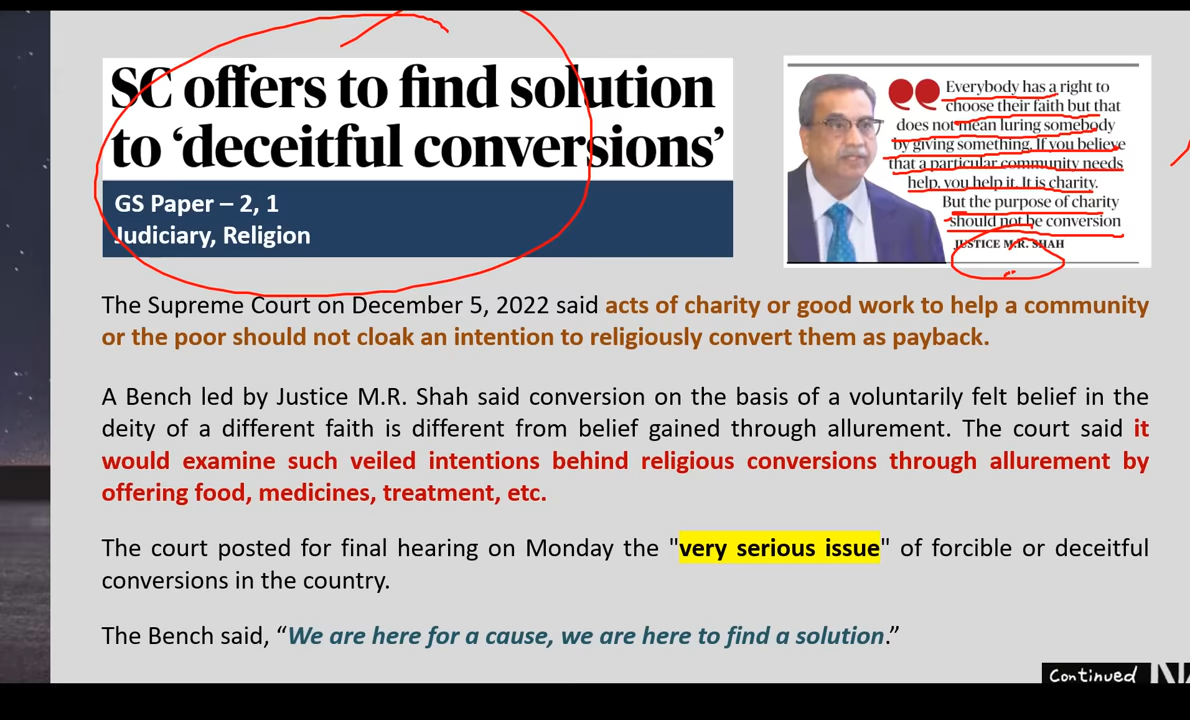 SC offers to find solution
to ‘deceitful conversions’
GS Paper – 2, 1
Judiciary, Religion
Everybody has a right to
choose their faith but that
does not mean luring somebody
by giving something. If you believe
that a particular community needs
help, you help it. It is charity.
But the purpose of charity
should not be conversion
JUSTICE M.R. SHAH
The Supreme Court on December 5, 2022 said acts of charity or good work to help a community
or the poor should not cloak an intention to religiously convert them as payback.
A Bench led by Justice M.R. Shah said conversion on the basis of a voluntarily felt belief in the
deity of a different faith is different from belief gained through allurement. The court said it
would examine such veiled intentions behind religious conversions through allurement by
offering food, medicines, treatment, etc.
The court posted for final hearing on Monday the "very serious issue" of forcible or deceitful
conversions in the country.
The Bench said, “We are here for a cause, we are here to find a solution.”
Continued